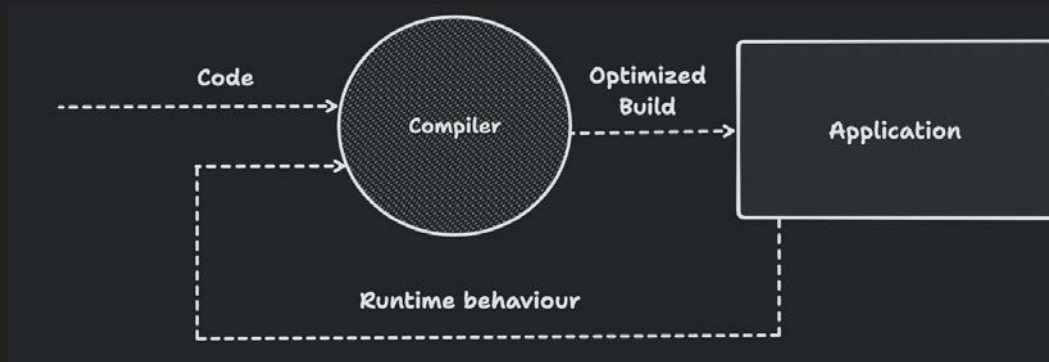 Code
Compiler
Optimized
Build
Application
Runtime behaviour